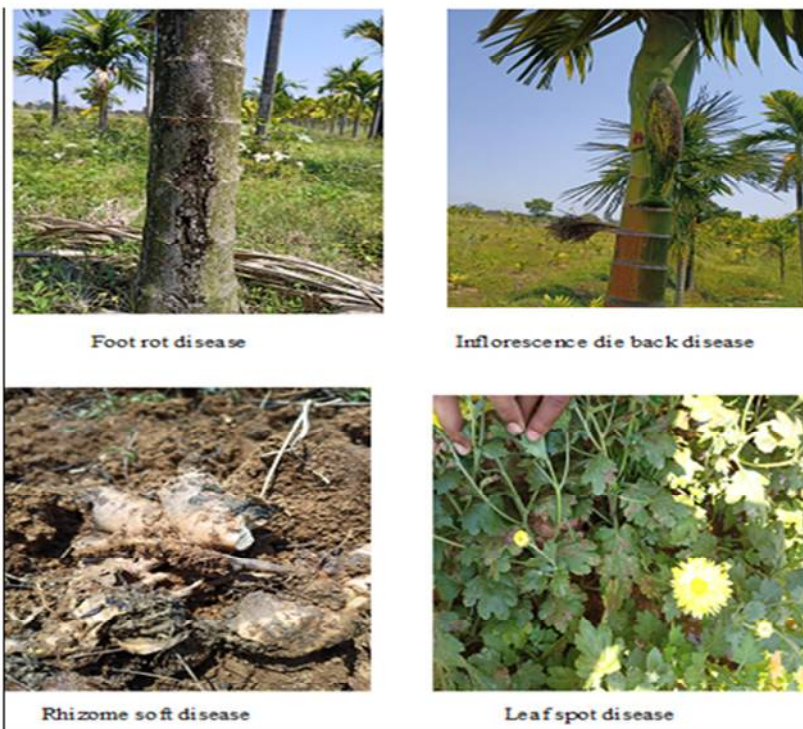 Foot rot disease
Inflorescence die back disease
Rhizome soft disease
Leaf spot disease